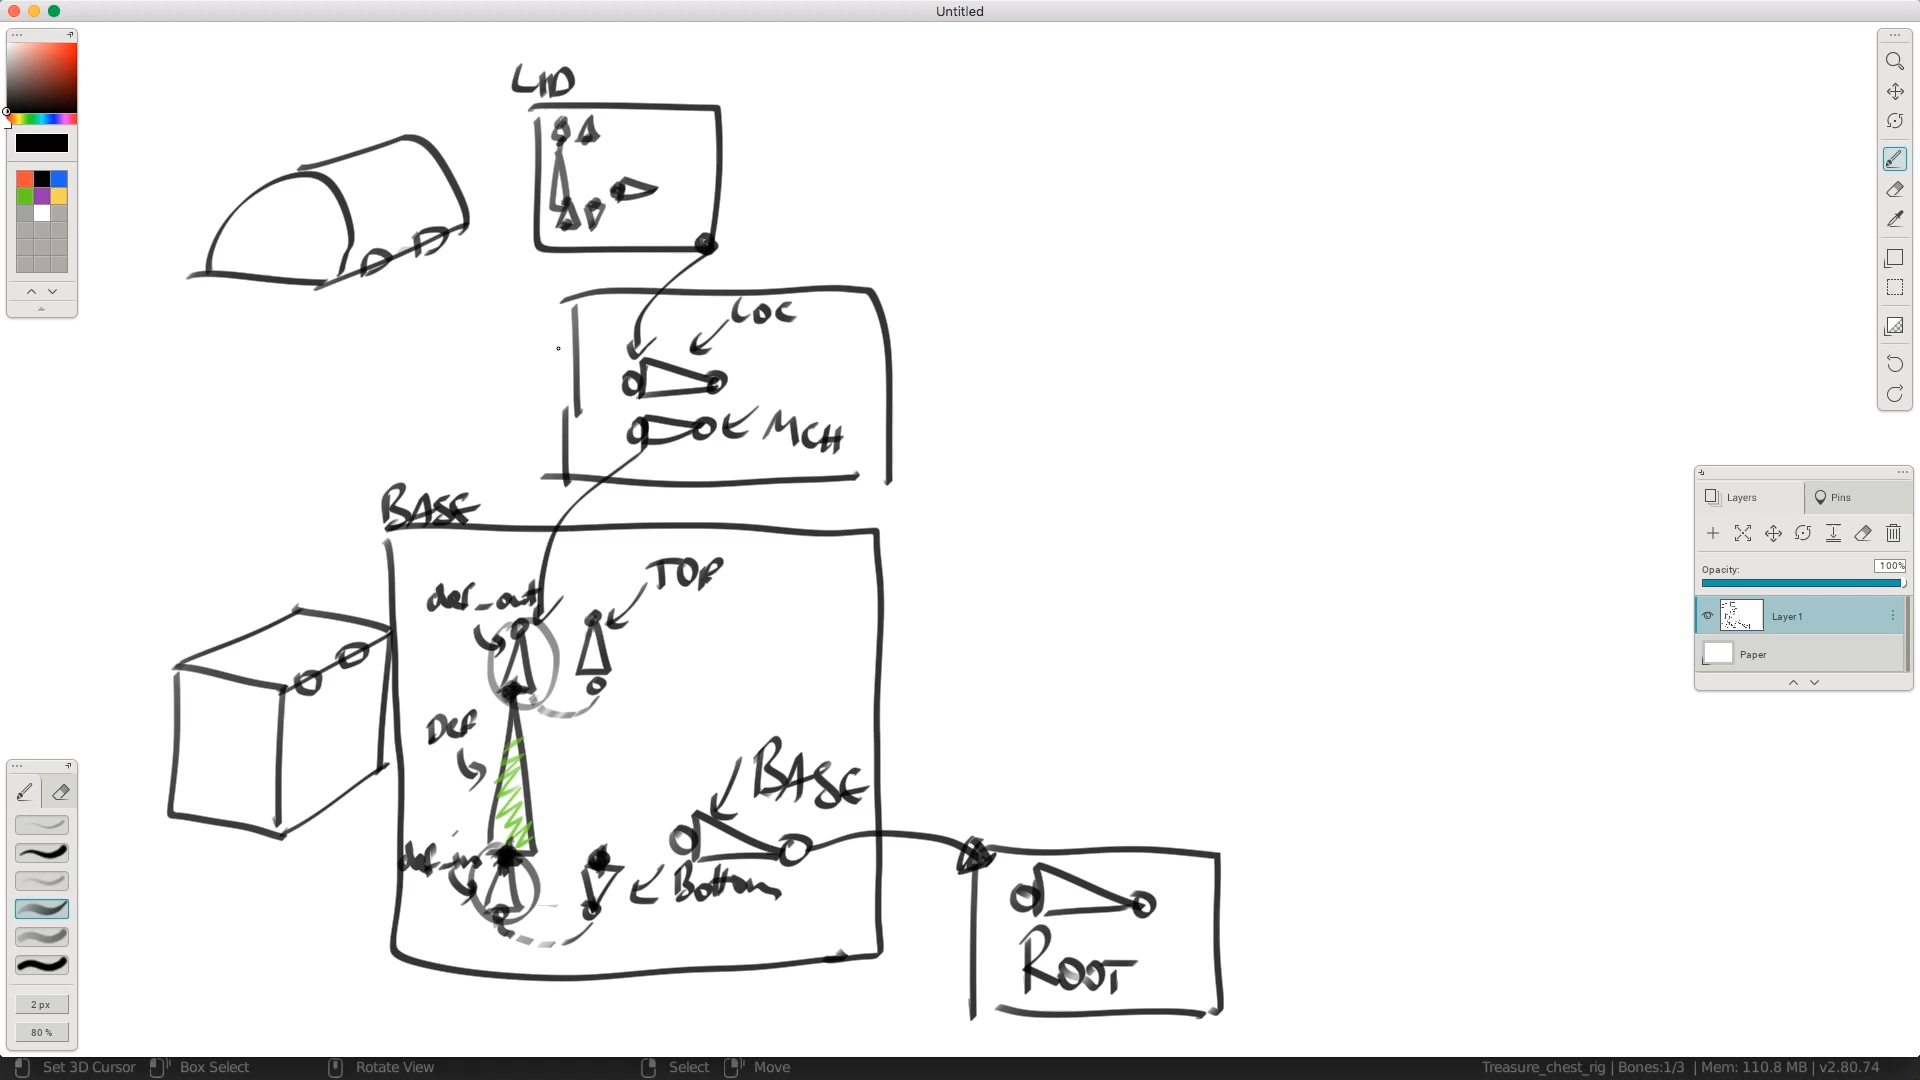 Untitled
LID
LOC
MCH
BASE
def_out
TOP
DEF
BASE
def_in
Bottom
ROOT
Layers
Pins
Opacity:
100%
Layer1
Paper
2 px
80 %
Set 3D Cursor
Box Select
Rotate View
Select
Move
Treasure_chest_rig | Bones:1/3 | Mem: 110.8 MB | v2.80.74